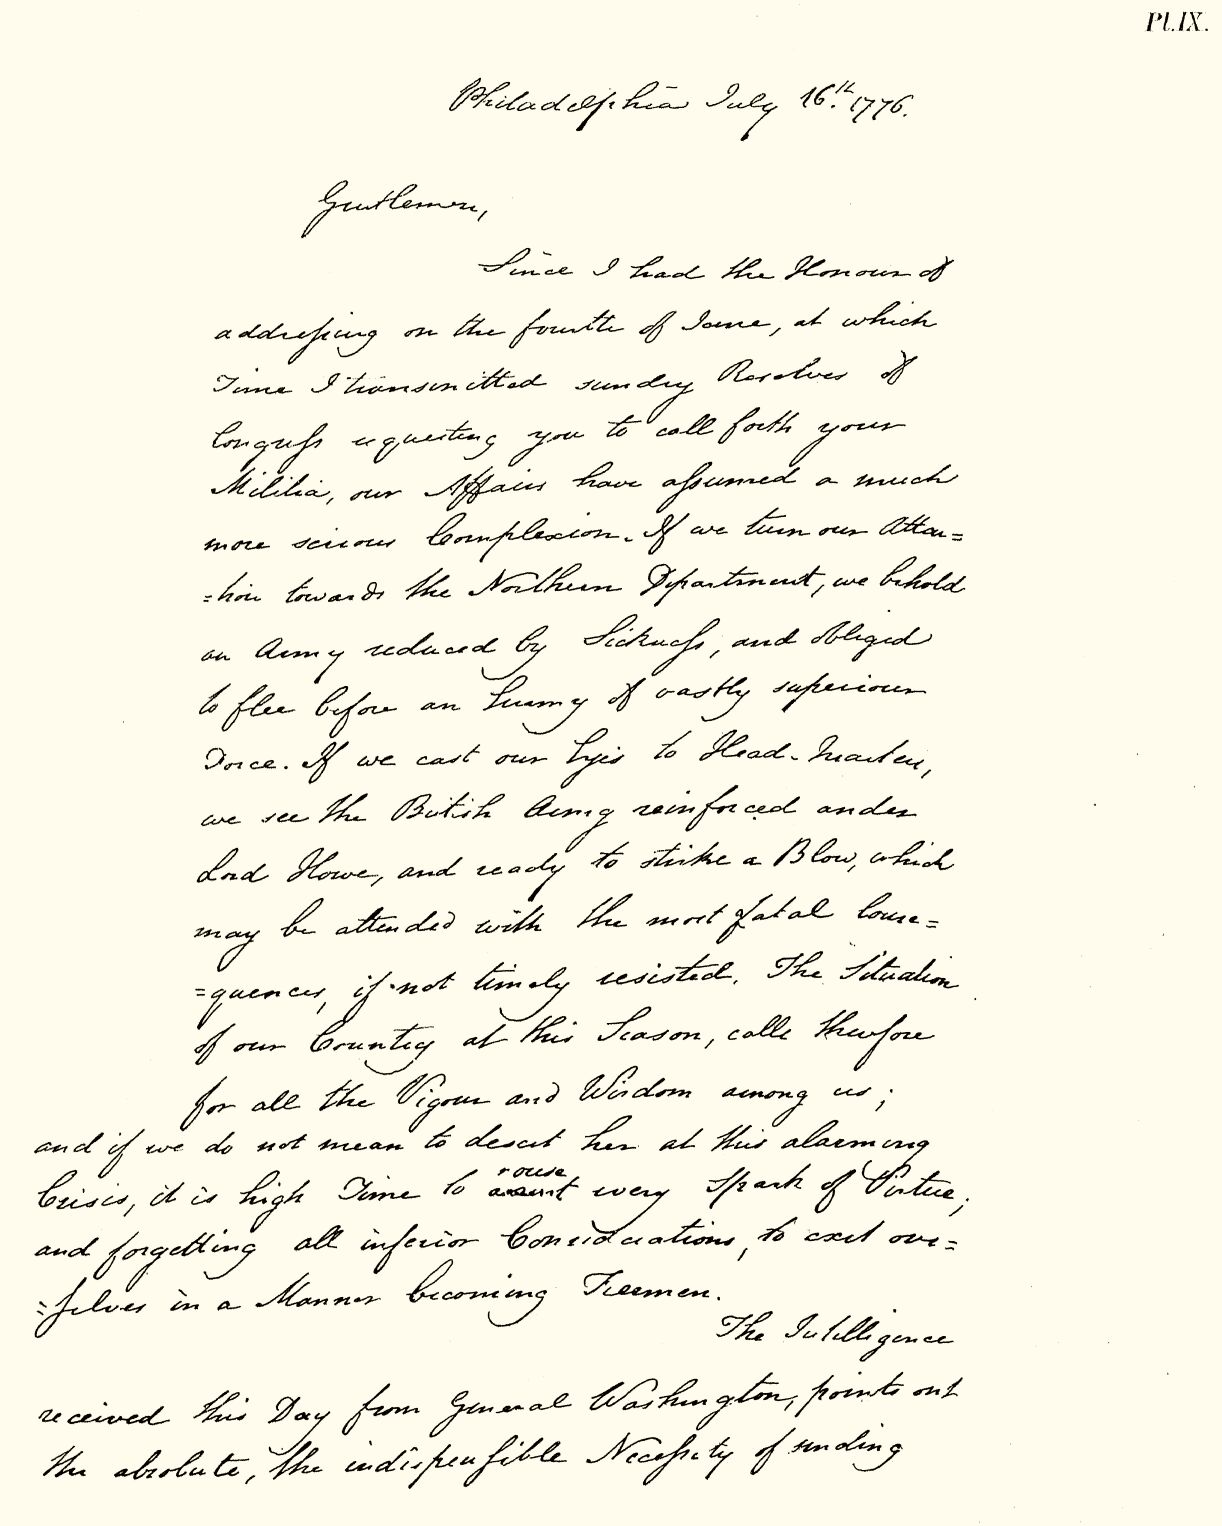 Pl. IX.
Philadelphia July 16th. 1776.
Gentlemen,
Since I had the Honour of
addressing on the fourth of June, at which
Time I transmitted sundry Resolves of
Congress requesting you to call forth your
Militia, our Affairs have assumed a much
more serious Complexion. If we turn our Atten=
=tion towards the Northern Department, we behold
an Army reduced by Sickness, and obliged
to flee before an Enemy of vastly superiour
Force. If we cast our Eyes to Head-Quarters,
we see the British Army reinforced under
Lord Howe, and ready to strike a Blow, which
may be attended with the most fatal Conse=
=quences, if not timely resisted. The Situation
of our Country at this Season, calls therefore
for all the Vigour and Wisdom among us;
and if we do not mean to desert her at this alarming
rouse
Crisis, it is high Time to every Spark of Virtue;
and forgetting all inferior Considerations, to exert our=
=selves in a Manner becoming Freemen.
The Intelligence
received this Day from General Washington, points out
the absolute, the indispensible Necessity of sending